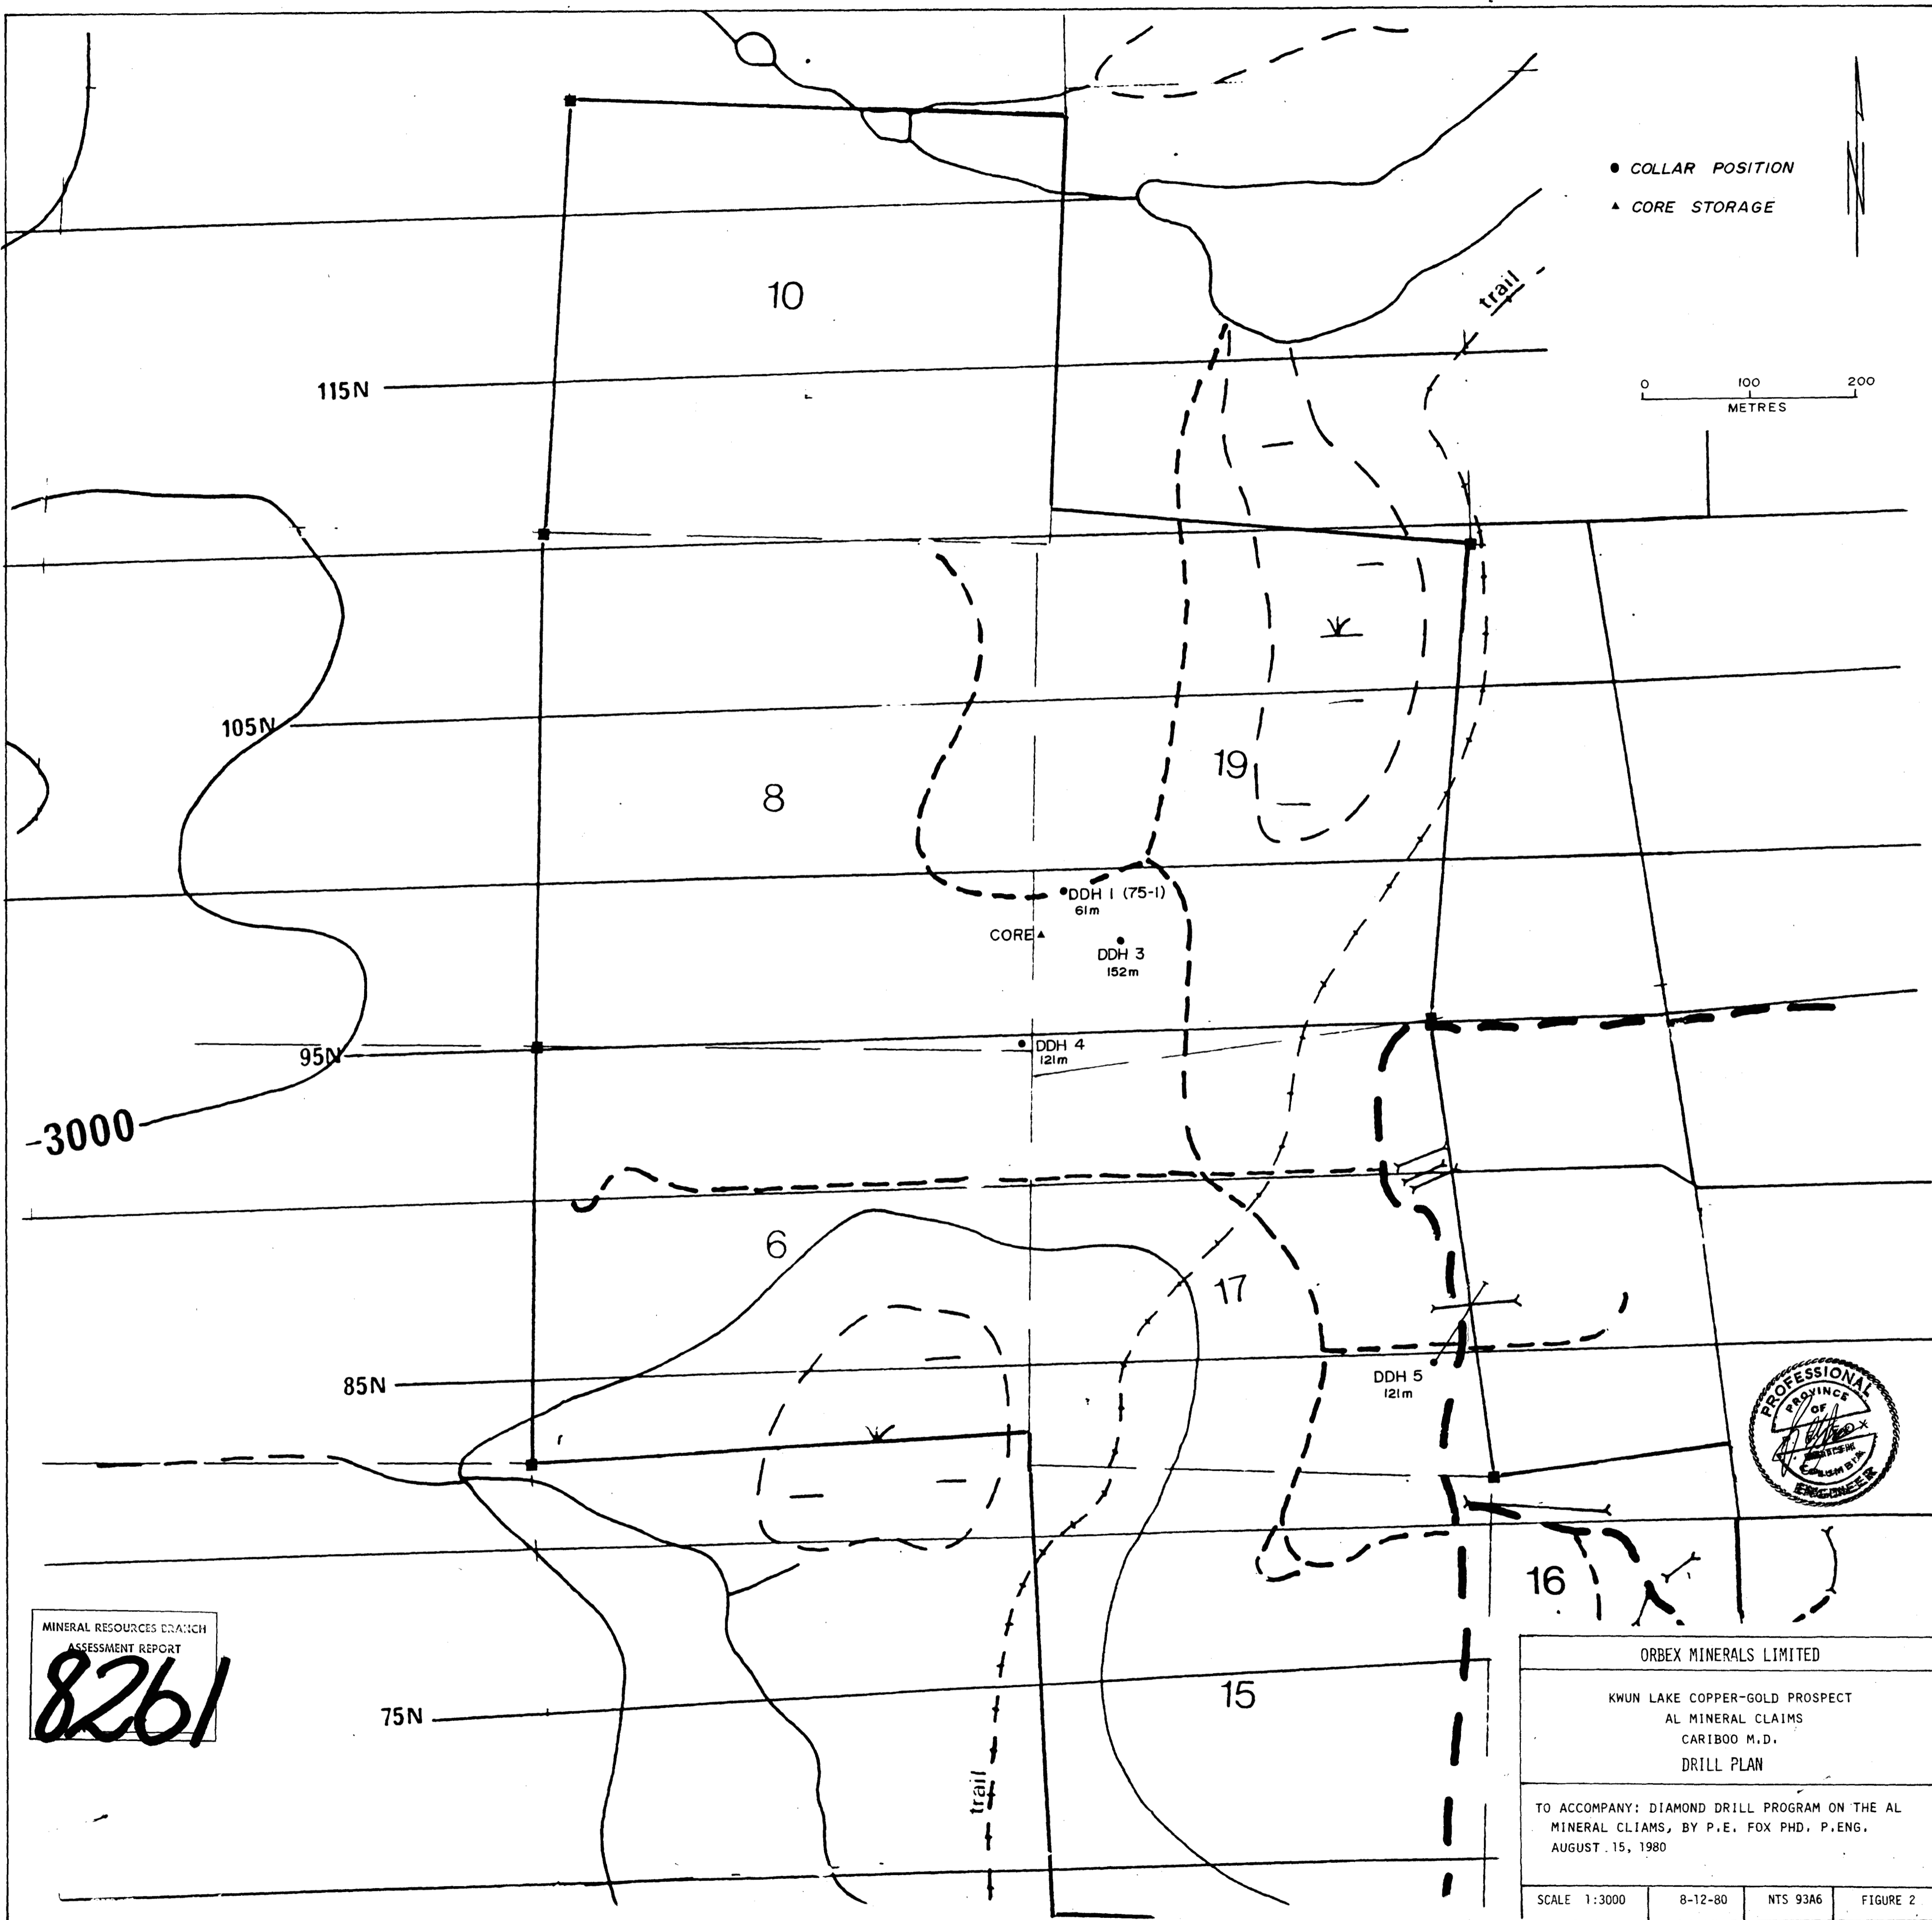 ● COLLAR POSITION
▲ CORE STORAGE
trail
10
115N
0 100 200
METRES
105N
19
8
DDH 1 (75-1)
61m
CORE ▲
DDH 3
152m
95N
DDH 4
121m
-3000
6
17
85N
DDH 5
121m
PROFESSIONAL
PROVINCE
OF
COLUMBIA
ENGINEER
16
MINERAL RESOURCES BRANCH
ASSESSMENT REPORT
8261
75N
15
trail
ORBEX MINERALS LIMITED
KWUN LAKE COPPER-GOLD PROSPECT
AL MINERAL CLAIMS
CARIBOO M.D.
DRILL PLAN
TO ACCOMPANY: DIAMOND DRILL PROGRAM ON THE AL
MINERAL CLIAMS, BY P.E. FOX PHD. P.ENG.
AUGUST 15, 1980
SCALE 1:3000 8-12-80 NTS 93A6 FIGURE 2